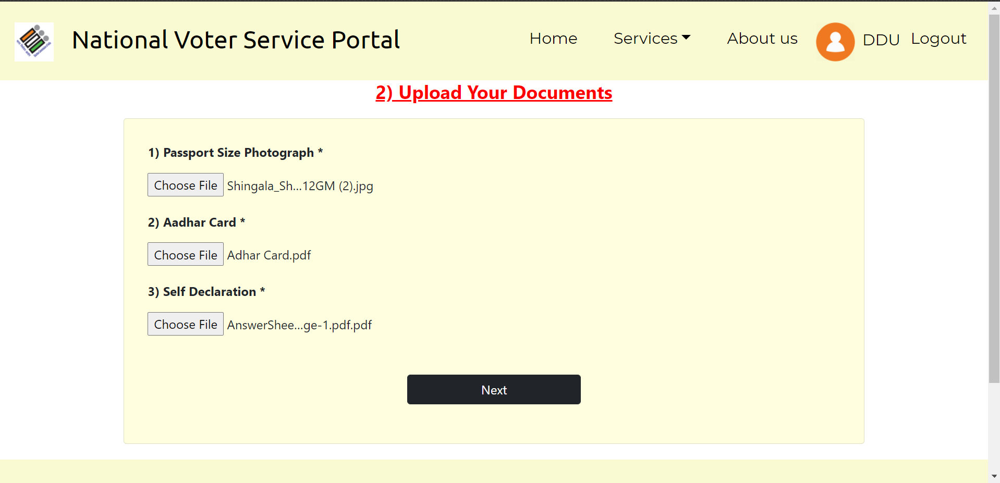 National Voter Service Portal
Home Services About us DDU Logout
2) Upload Your Documents
1) Passport Size Photograph *
Choose File Shingala_Sh...12GM (2).jpg
2) Aadhar Card *
Choose File Adhar Card.pdf
3) Self Declaration *
Choose File AnswerShee...ge-1.pdf.pdf
Next